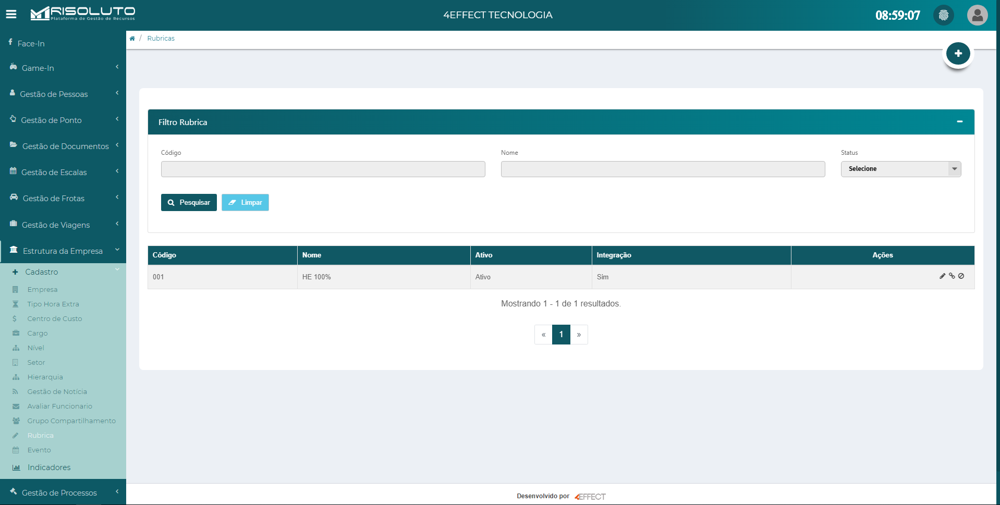 RISOLUTO
Plataforma de Gestão de Recursos
4EFFECT TECNOLOGIA
08:59:07
/ Rubricas
Face-In
Game-In
Gestão de Pessoas
Gestão de Ponto
Gestão de Documentos
Gestão de Escalas
Gestão de Frotas
Gestão de Viagens
Estrutura da Empresa
Cadastro
Empresa
Tipo Hora Extra
Centro de Custo
Cargo
Nível
Setor
Hierarquia
Gestão de Notícia
Avaliar Funcionario
Grupo Compartilhamento
Rubrica
Evento
Indicadores
Gestão de Processos
Filtro Rubrica
Código Nome Status
Selecione
Pesquisar Limpar
Código Nome Ativo Integração Ações
001 HE 100% Ativo Sim
Mostrando 1 - 1 de 1 resultados.
« 1 »
Desenvolvido por 4EFFECT